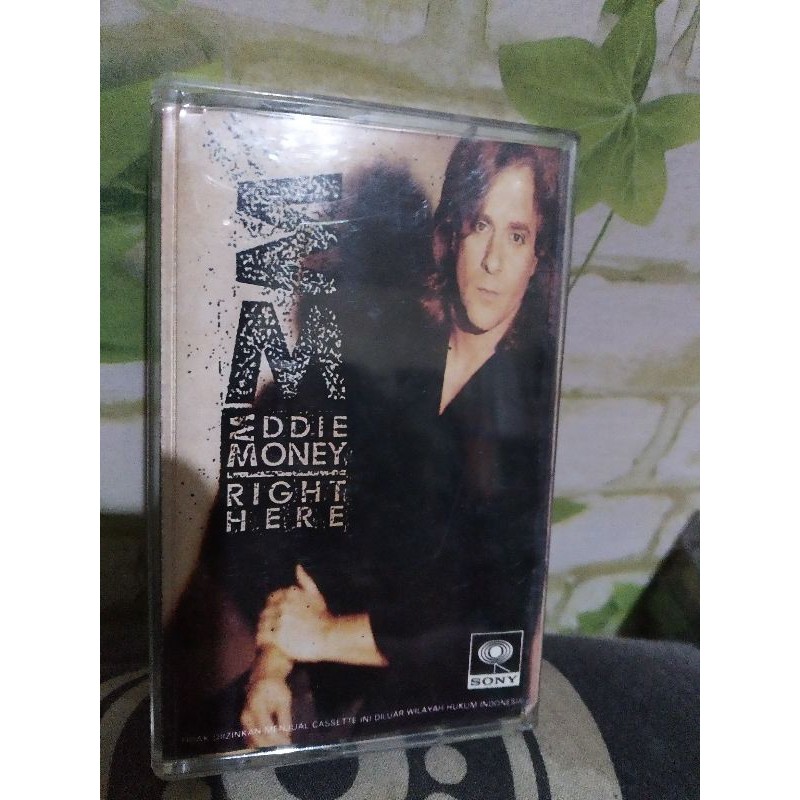 EM
EDDIE
MONEY
RIGHT
HERE
SONY
TIDAK DIIZINKAN MENJUAL CASSETTE INI DILUAR WILAYAH HUKUM INDONESIA